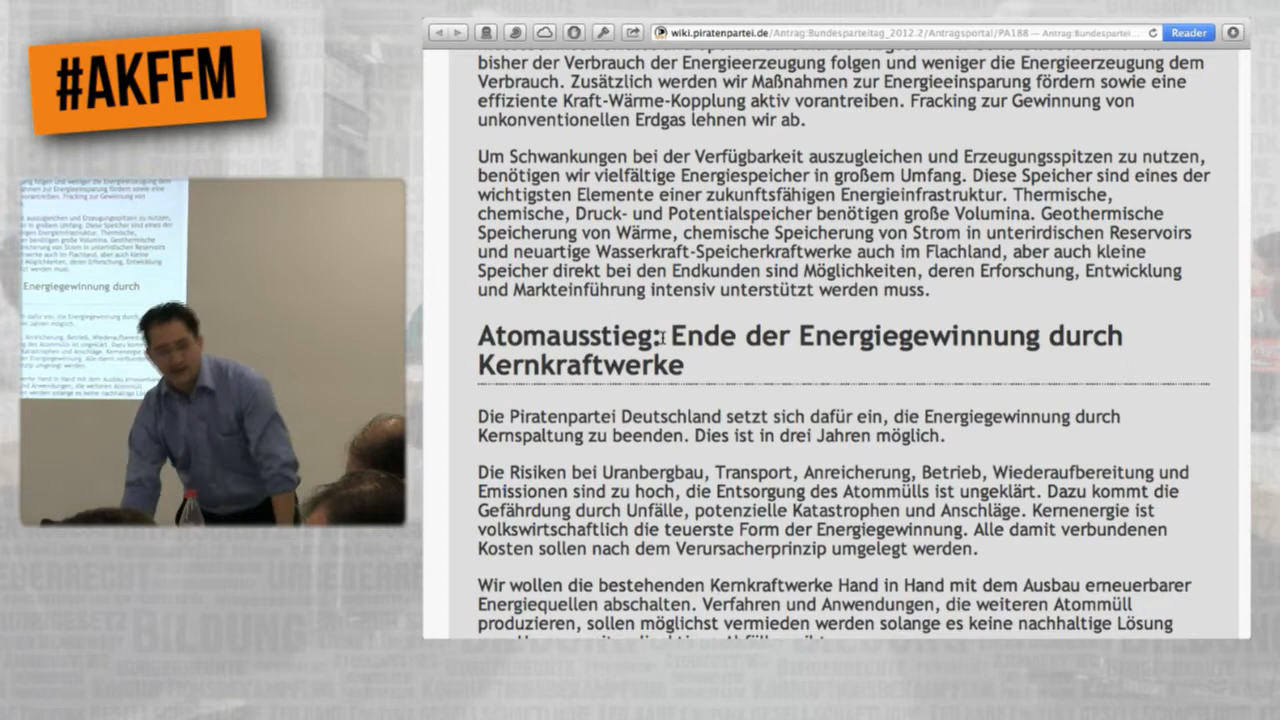 #AKFFM
wiki.piratenpartei.de/Antrag:Bundesparteitag_2012.2/Antragsportal/PA188 — Antrag:Bundespartei...
Reader
bisher der Verbrauch der Energieerzeugung folgen und weniger die Energieerzeugung dem
Verbrauch. Zusätzlich werden wir Maßnahmen zur Energieeinsparung fördern sowie eine
effiziente Kraft-Wärme-Kopplung aktiv vorantreiben. Fracking zur Gewinnung von
unkonventionellen Erdgas lehnen wir ab.
Um Schwankungen bei der Verfügbarkeit auszugleichen und Erzeugungsspitzen zu nutzen,
benötigen wir vielfältige Energiespeicher in großem Umfang. Diese Speicher sind eines der
wichtigsten Elemente einer zukunftsfähigen Energieinfrastruktur. Thermische,
chemische, Druck- und Potentialspeicher benötigen große Volumina. Geothermische
Speicherung von Wärme, chemische Speicherung von Strom in unterirdischen Reservoirs
und neuartige Wasserkraft-Speicherkraftwerke auch im Flachland, aber auch kleine
Speicher direkt bei den Endkunden sind Möglichkeiten, deren Erforschung, Entwicklung
und Markteinführung intensiv unterstützt werden muss.
Atomausstieg: Ende der Energiegewinnung durch
Kernkraftwerke
Die Piratenpartei Deutschland setzt sich dafür ein, die Energiegewinnung durch
Kernspaltung zu beenden. Dies ist in drei Jahren möglich.
Die Risiken bei Uranbergbau, Transport, Anreicherung, Betrieb, Wiederaufbereitung und
Emissionen sind zu hoch, die Entsorgung des Atommülls ist ungeklärt. Dazu kommt die
Gefährdung durch Unfälle, potenzielle Katastrophen und Anschläge. Kernenergie ist
volkswirtschaftlich die teuerste Form der Energiegewinnung. Alle damit verbundenen
Kosten sollen nach dem Verursacherprinzip umgelegt werden.
Wir wollen die bestehenden Kernkraftwerke Hand in Hand mit dem Ausbau erneuerbarer
Energiequellen abschalten. Verfahren und Anwendungen, die weiteren Atommüll
produzieren, sollen möglichst vermieden werden solange es keine nachhaltige Lösung
Energiegewinnung durch
BILDUNG